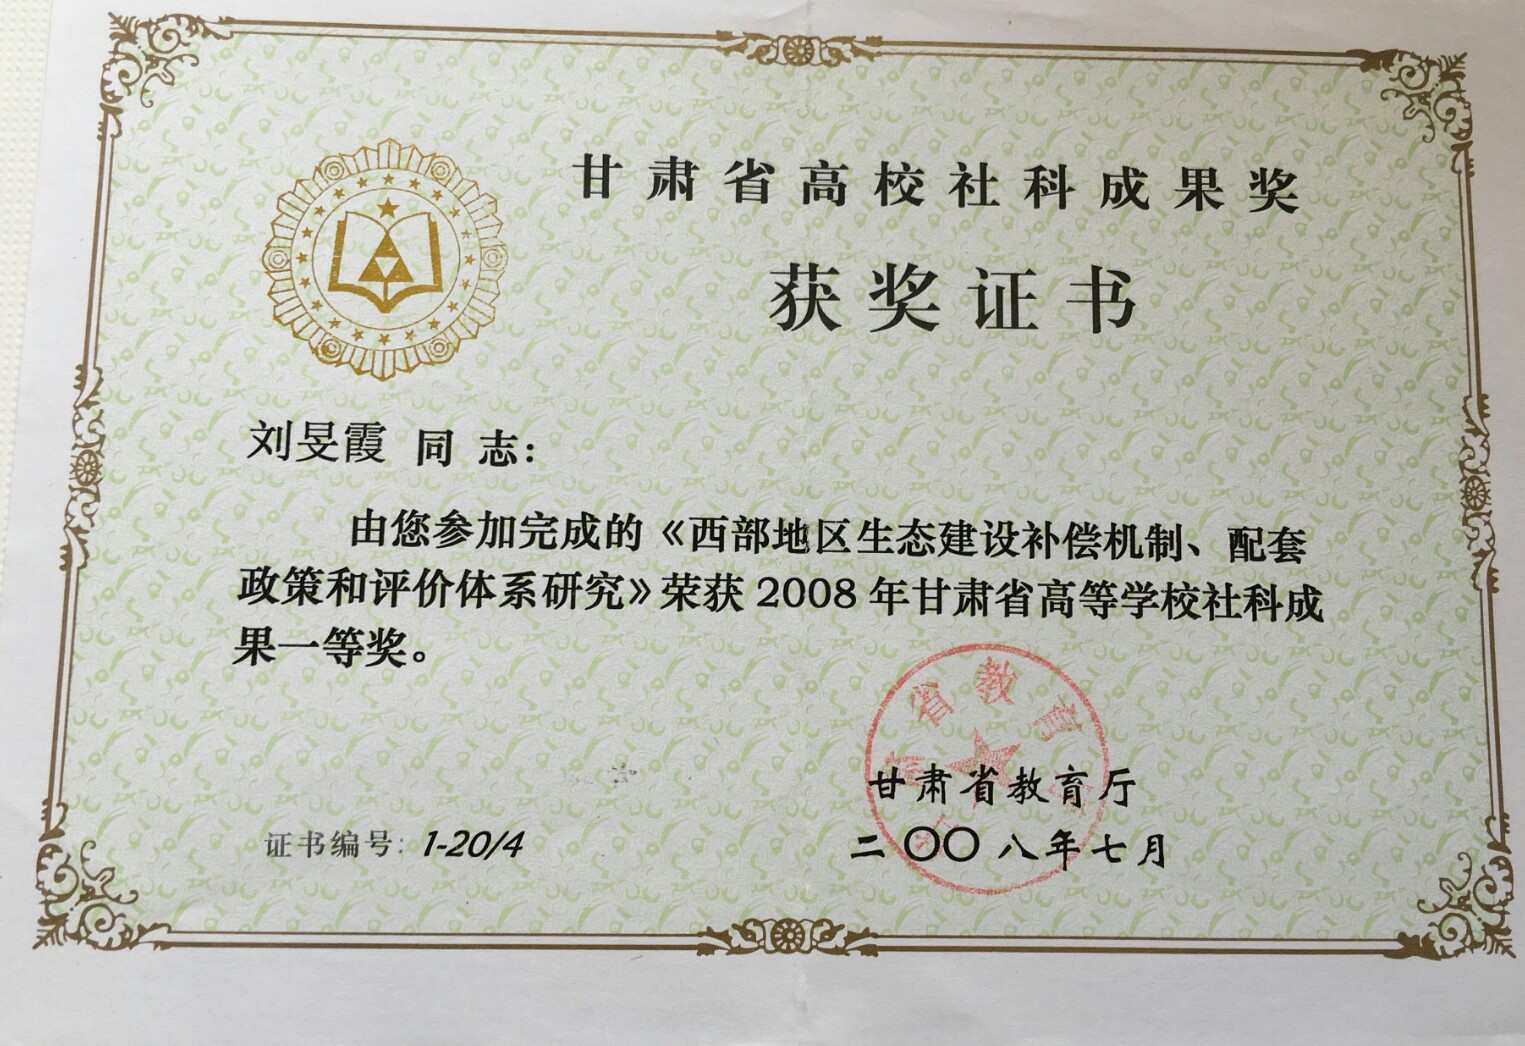 甘肃省高校社科成果奖
获奖证书
刘旻霞 同志：
由您参加完成的《西部地区生态建设补偿机制、配套
政策和评价体系研究》荣获 2008 年甘肃省高等学校社科成
果一等奖。
省教育
甘肃省教育厅
二〇〇八年七月
证书编号：1-20/4